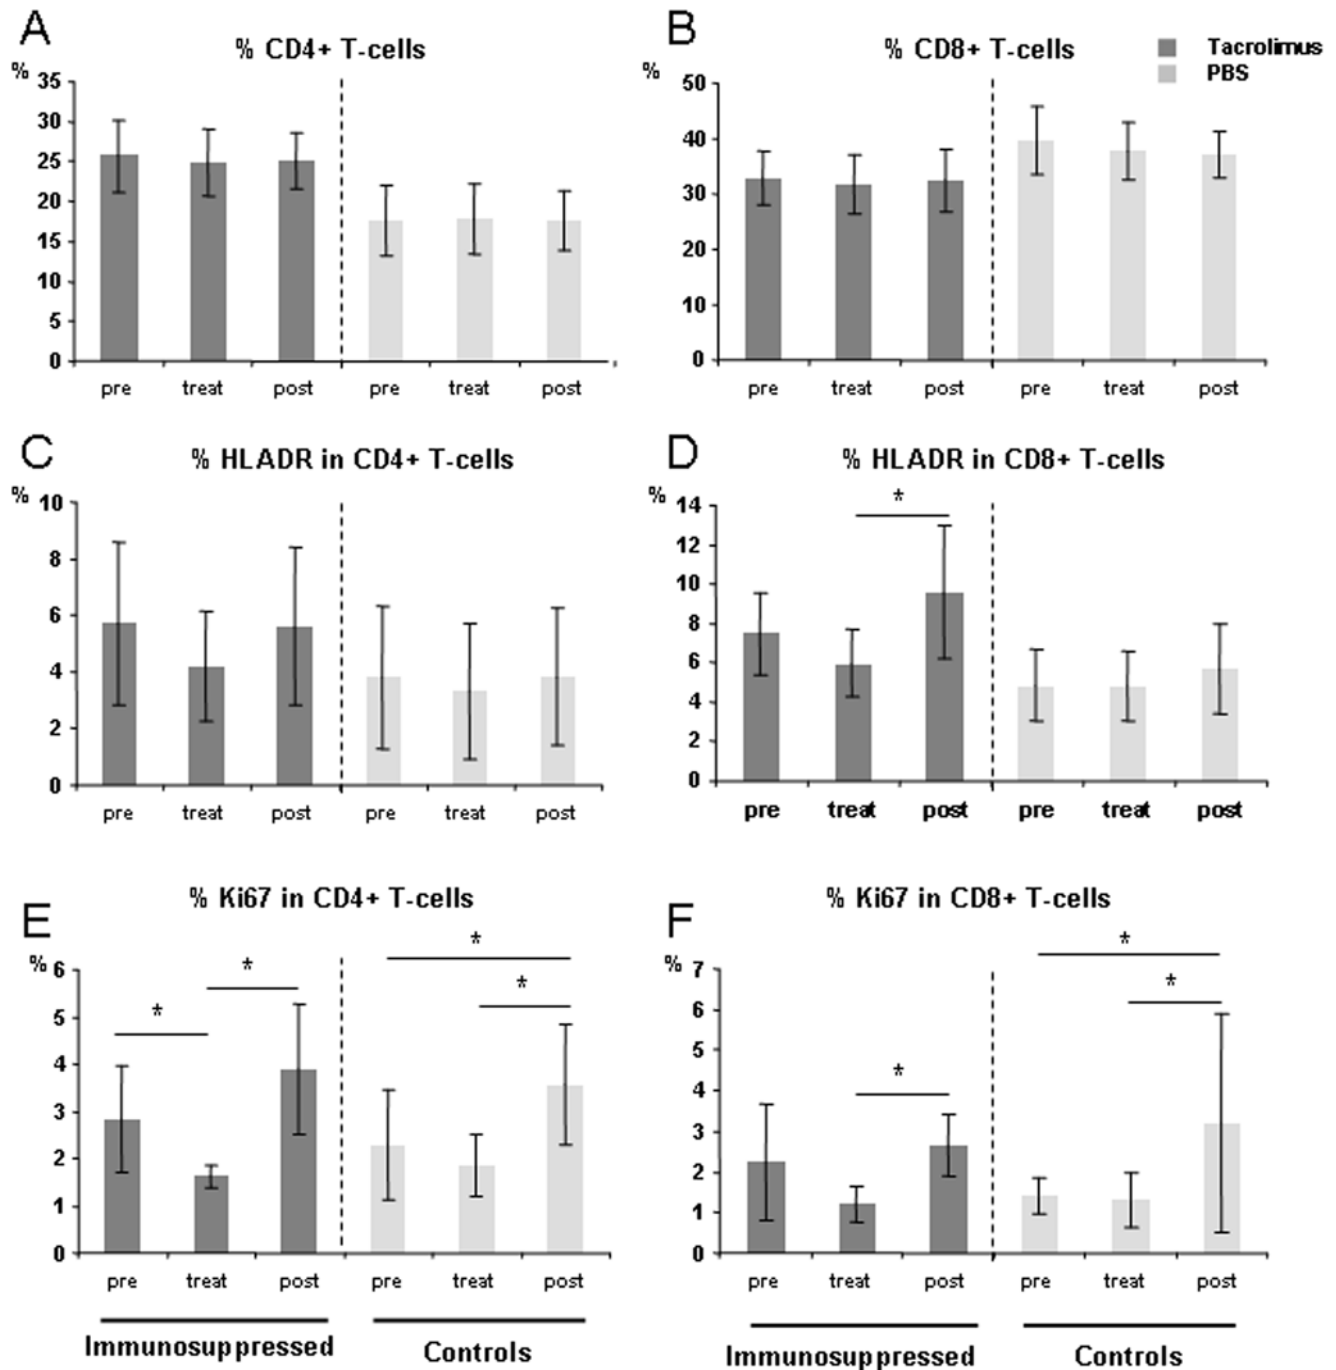 A
% CD4+ T-cells
%
35
30
25
20
15
10
5
0
pre treat post pre treat post
B
% CD8+ T-cells
Tacrolimus
PBS
%
50
40
30
20
10
0
pre treat post pre treat post
C
% HLADR in CD4+ T-cells
%
10
8
6
4
2
0
pre treat post pre treat post
D
% HLADR in CD8+ T-cells
%
14
12
10
8
6
4
2
0
*
pre treat post pre treat post
E
% Ki67 in CD4+ T-cells
%
6
5
4
3
2
1
0
* * * *
pre treat post pre treat post
Immunosuppressed Controls
F
% Ki67 in CD8+ T-cells
%
7
6
5
4
3
2
1
0
* * *
pre treat post pre treat post
Immunosuppressed Controls